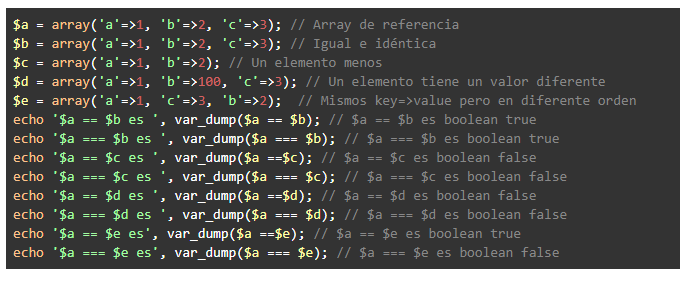 $a = array('a'=>1, 'b'=>2, 'c'=>3); // Array de referencia
$b = array('a'=>1, 'b'=>2, 'c'=>3); // Igual e idéntica
$c = array('a'=>1, 'b'=>2); // Un elemento menos
$d = array('a'=>1, 'b'=>100, 'c'=>3); // Un elemento tiene un valor diferente
$e = array('a'=>1, 'c'=>3, 'b'=>2);  // Mismos key=>value pero en diferente orden
echo '$a == $b es ', var_dump($a == $b); // $a == $b es boolean true
echo '$a === $b es ', var_dump($a === $b); // $a === $b es boolean true
echo '$a == $c es ', var_dump($a ==$c); // $a == $c es boolean false
echo '$a === $c es ', var_dump($a === $c); // $a === $c es boolean false
echo '$a == $d es ', var_dump($a ==$d); // $a == $d es boolean false
echo '$a === $d es ', var_dump($a === $d); // $a === $d es boolean false
echo '$a == $e es', var_dump($a ==$e); // $a == $e es boolean true
echo '$a === $e es', var_dump($a === $e); // $a === $e es boolean false